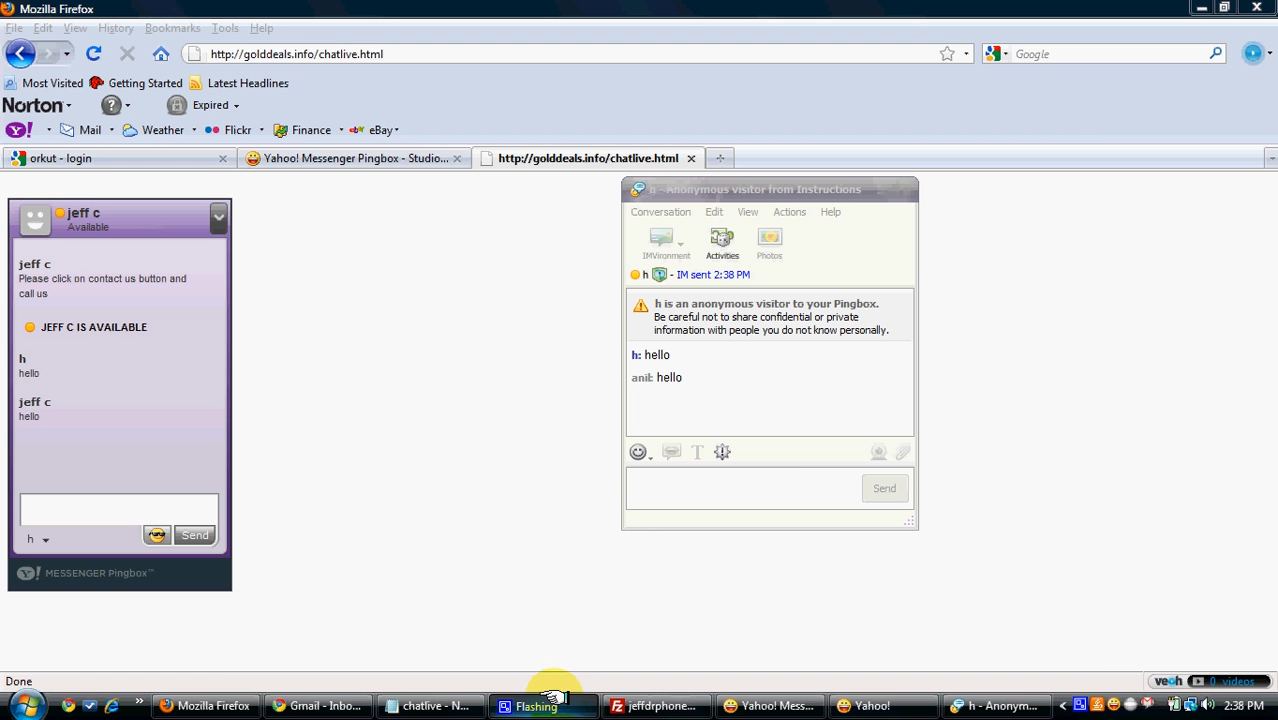 Mozilla Firefox
File Edit View History Bookmarks Tools Help
http://golddeals.info/chatlive.html
Google
Most Visited Getting Started Latest Headlines
Norton ? Expired
Y! Mail Weather Flickr Finance eBay
orkut - login
Yahoo! Messenger Pingbox - Studio...
http://golddeals.info/chatlive.html
jeff c
Available
jeff c
Please click on contact us button and
call us
JEFF C IS AVAILABLE
h
hello
jeff c
hello
h
Send
Y! MESSENGER Pingbox™
h - Anonymous visitor from Instructions
Conversation Edit View Actions Help
IMVironment Activities Photos
h - IM sent 2:38 PM
h is an anonymous visitor to your Pingbox.
Be careful not to share confidential or private
information with people you do not know personally.
h: hello
anil: hello
T
Send
Done
veoh 0 videos
Mozilla Firefox
Gmail - Inbo...
chatlive - N...
Flashing
jeffdrphone...
Yahoo! Mess...
Yahoo!
h - Anonym...
2:38 PM